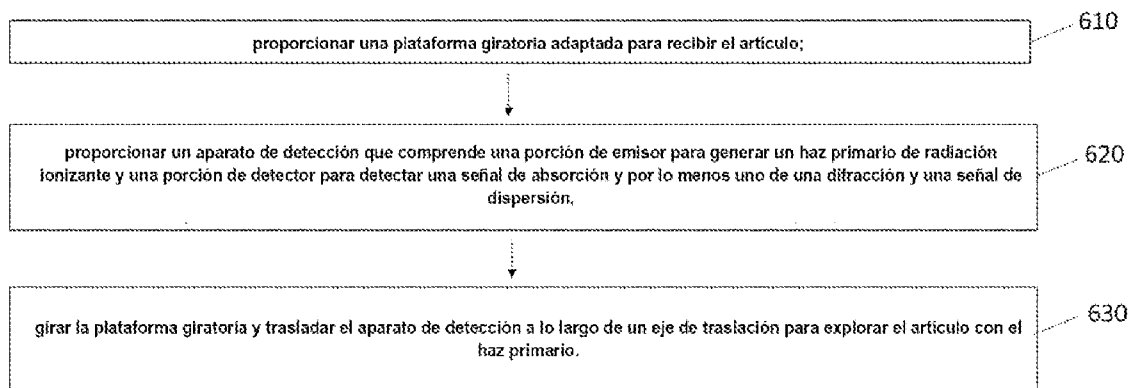 proporcionar una plataforma giratoria adaptada para recibir el artículo;
610
proporcionar un aparato de detección que comprende una porción de emisor para generar un haz primario de radiación
ionizante y una porción de detector para detectar una señal de absorción y por lo menos uno de una difracción y una señal de
dispersión,
620
girar la plataforma giratoria y trasladar el aparato de detección a lo largo de un eje de traslación para explorar el artículo con el
haz primario.
630